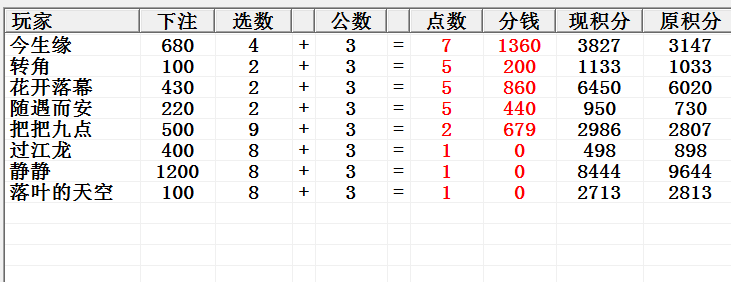 玩家 下注 选数 公数 点数 分钱 现积分 原积分
今生缘 680 4 + 3 = 7 1360 3827 3147
转角 100 2 + 3 = 5 200 1133 1033
花开落幕 430 2 + 3 = 5 860 6450 6020
随遇而安 220 2 + 3 = 5 440 950 730
把把九点 500 9 + 3 = 2 679 2986 2807
过江龙 400 8 + 3 = 1 0 498 898
静静 1200 8 + 3 = 1 0 8444 9644
落叶的天空 100 8 + 3 = 1 0 2713 2813